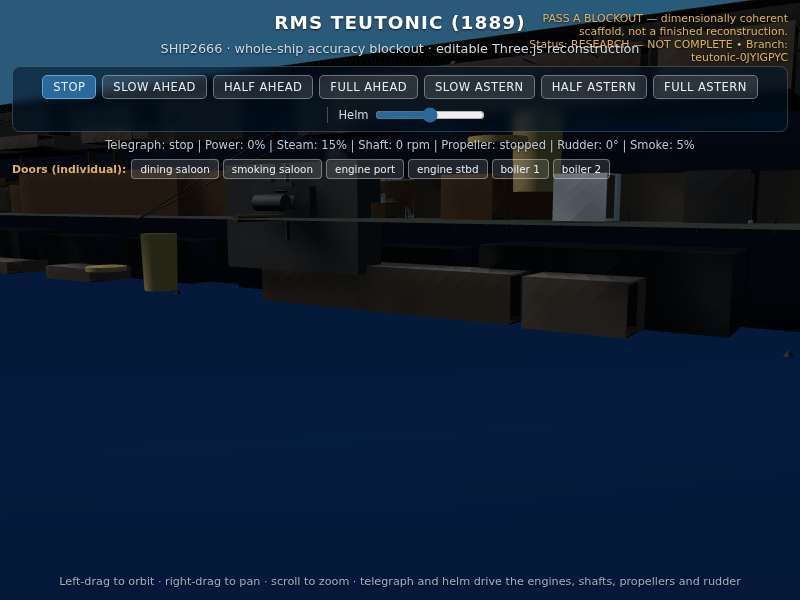 RMS TEUTONIC (1889)
PASS A BLOCKOUT — dimensionally coherent
scaffold, not a finished reconstruction.
Status: RESEARCH — NOT COMPLETE • Branch:
teutonic-0JYIGPYC
SHIP2666 · whole-ship accuracy blockout · editable Three.js reconstruction
STOP SLOW AHEAD HALF AHEAD FULL AHEAD SLOW ASTERN HALF ASTERN FULL ASTERN
Helm
Telegraph: stop | Power: 0% | Steam: 15% | Shaft: 0 rpm | Propeller: stopped | Rudder: 0° | Smoke: 5%
Doors (individual): dining saloon smoking saloon engine port engine stbd boiler 1 boiler 2
Left-drag to orbit · right-drag to pan · scroll to zoom · telegraph and helm drive the engines, shafts, propellers and rudder